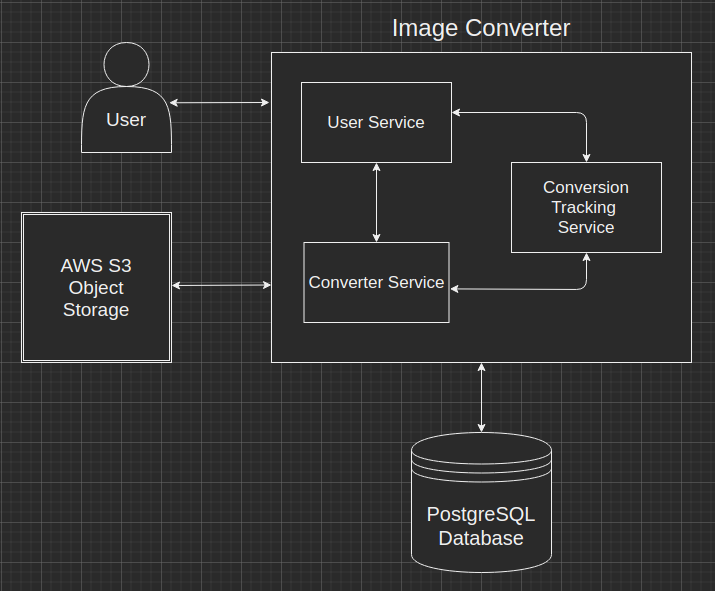 Image Converter
User
User Service
Conversion
Tracking
Service
AWS S3
Object
Storage
Converter Service
PostgreSQL
Database